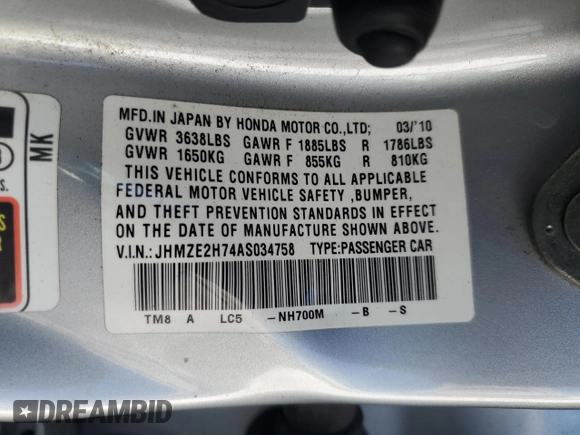 MFD.IN JAPAN BY HONDA MOTOR CO.,LTD; 03/'10
GVWR 3638LBS GAWR F 1885LBS R 1786LBS
GVWR 1650KG GAWR F 855KG R 810KG
THIS VEHICLE CONFORMS TO ALL APPLICABLE
FEDERAL MOTOR VEHICLE SAFETY ,BUMPER,
AND THEFT PREVENTION STANDARDS IN EFFECT
ON THE DATE OF MANUFACTURE SHOWN ABOVE.
V.I.N.:JHMZE2H74AS034758 TYPE:PASSENGER CAR
TM8 A LC5 -NH700M -B -S
MK
DREAMBID